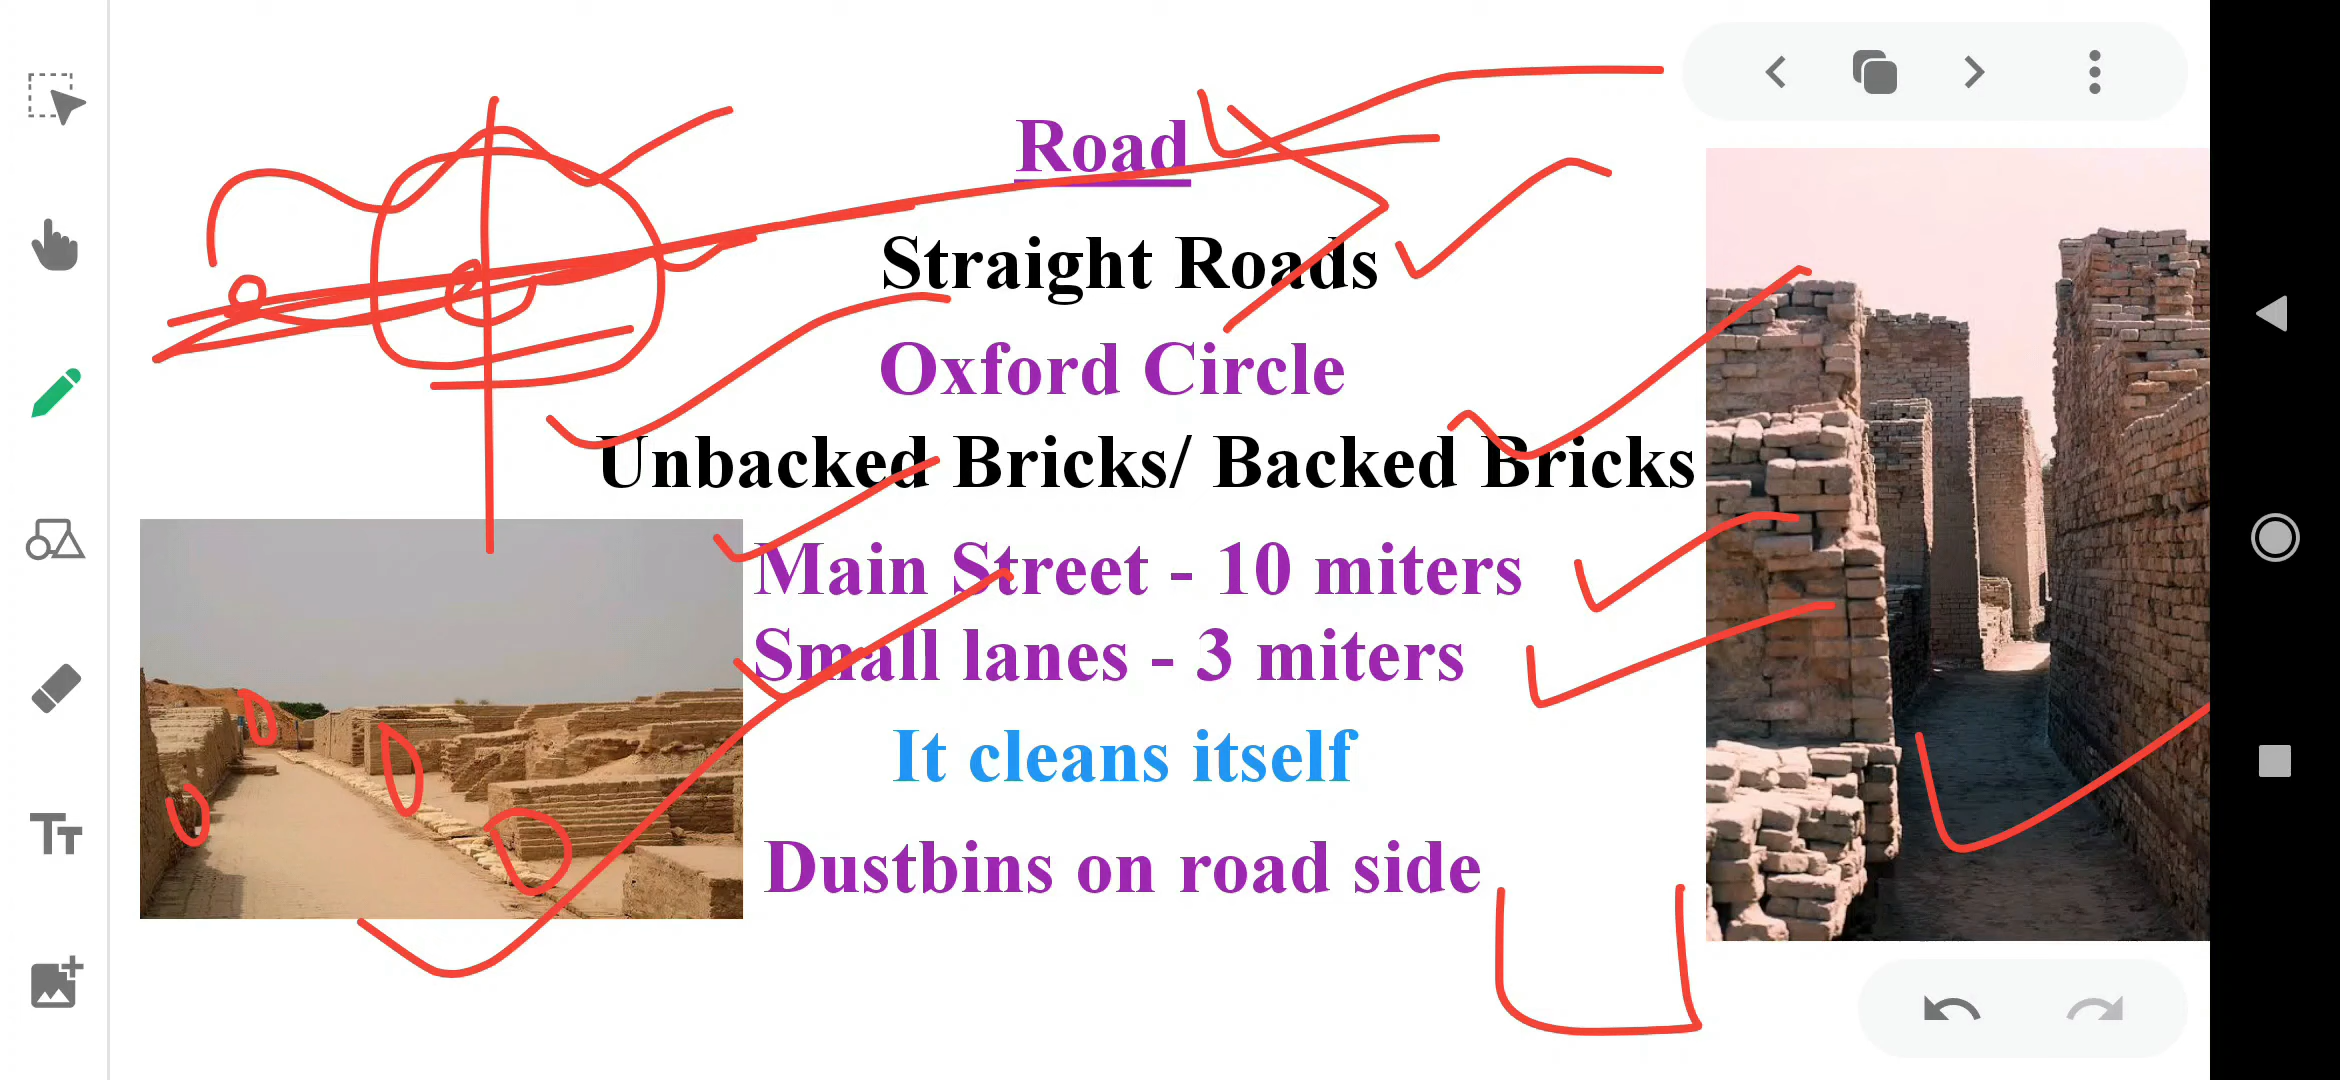 Road
Straight Roads
Oxford Circle
Unbacked Bricks/ Backed Bricks
Main Street - 10 miters
Small lanes - 3 miters
It cleans itself
Dustbins on road side